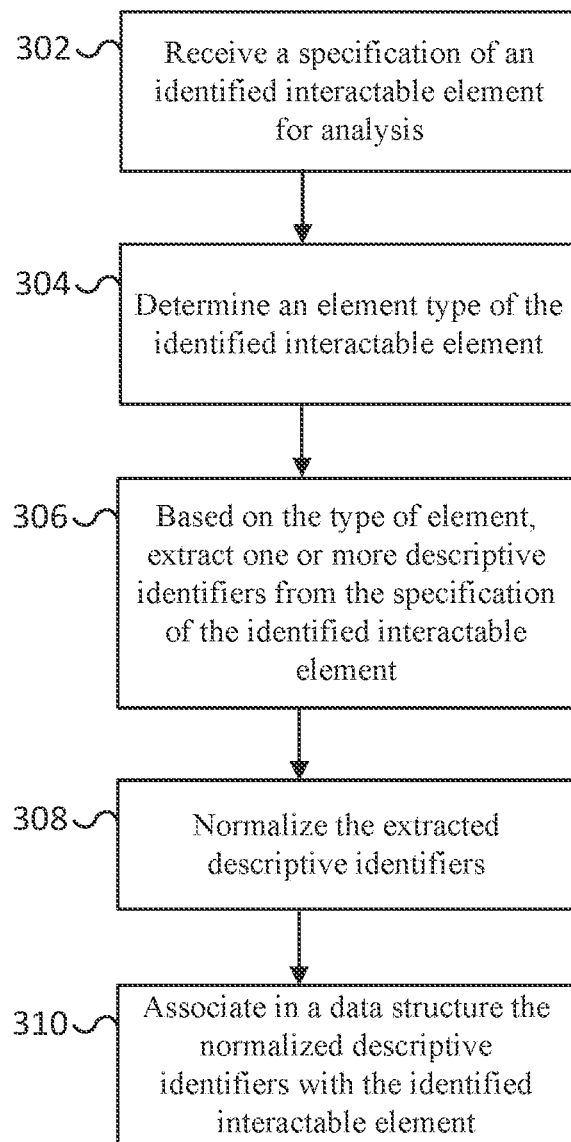 302
Receive a specification of an
identified interactable element
for analysis
304
Determine an element type of the
identified interactable element
306
Based on the type of element,
extract one or more descriptive
identifiers from the specification
of the identified interactable
element
308
Normalize the extracted
descriptive identifiers
310
Associate in a data structure the
normalized descriptive
identifiers with the identified
interactable element